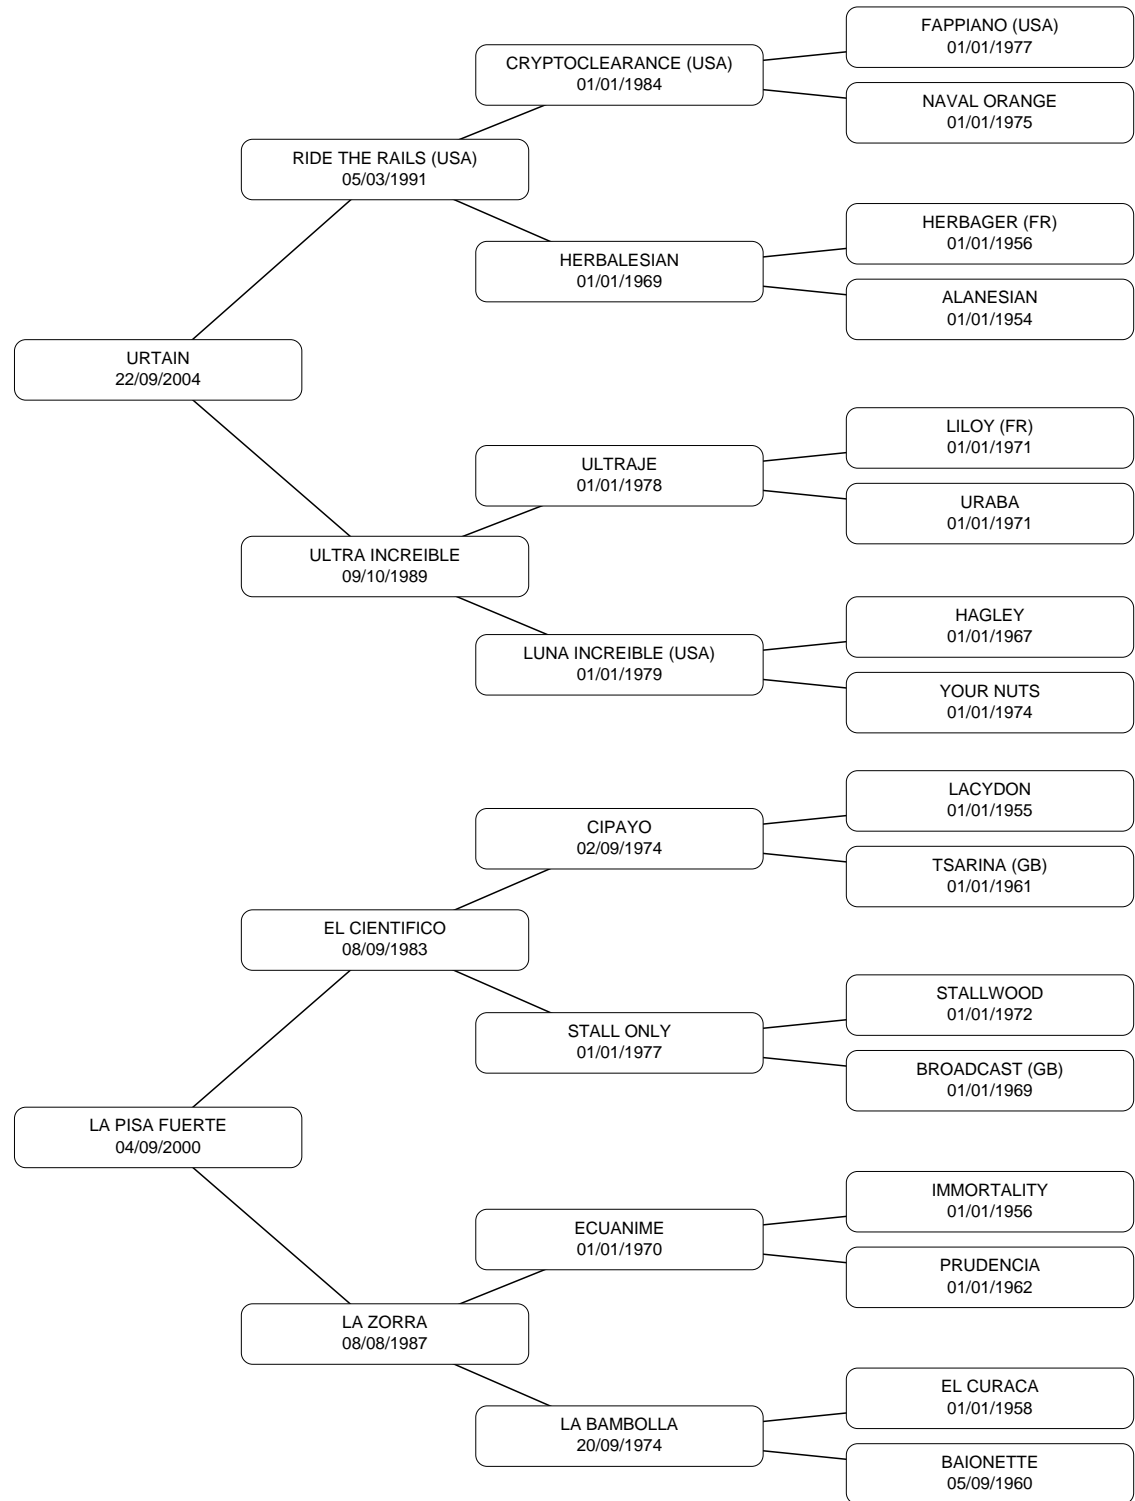 FAPPIANO (USA)
01/01/1977
CRYPTOCLEARANCE (USA)
01/01/1984
NAVAL ORANGE
01/01/1975
RIDE THE RAILS (USA)
05/03/1991
HERBAGER (FR)
01/01/1956
HERBALESIAN
01/01/1969
ALANESIAN
01/01/1954
URTAIN
22/09/2004
LILOY (FR)
01/01/1971
ULTRAJE
01/01/1978
URABA
01/01/1971
ULTRA INCREIBLE
09/10/1989
HAGLEY
01/01/1967
LUNA INCREIBLE (USA)
01/01/1979
YOUR NUTS
01/01/1974
LACYDON
01/01/1955
CIPAYO
02/09/1974
TSARINA (GB)
01/01/1961
EL CIENTIFICO
08/09/1983
STALLWOOD
01/01/1972
STALL ONLY
01/01/1977
BROADCAST (GB)
01/01/1969
LA PISA FUERTE
04/09/2000
IMMORTALITY
01/01/1956
ECUANIME
01/01/1970
PRUDENCIA
01/01/1962
LA ZORRA
08/08/1987
EL CURACA
01/01/1958
LA BAMBOLLA
20/09/1974
BAIONETTE
05/09/1960